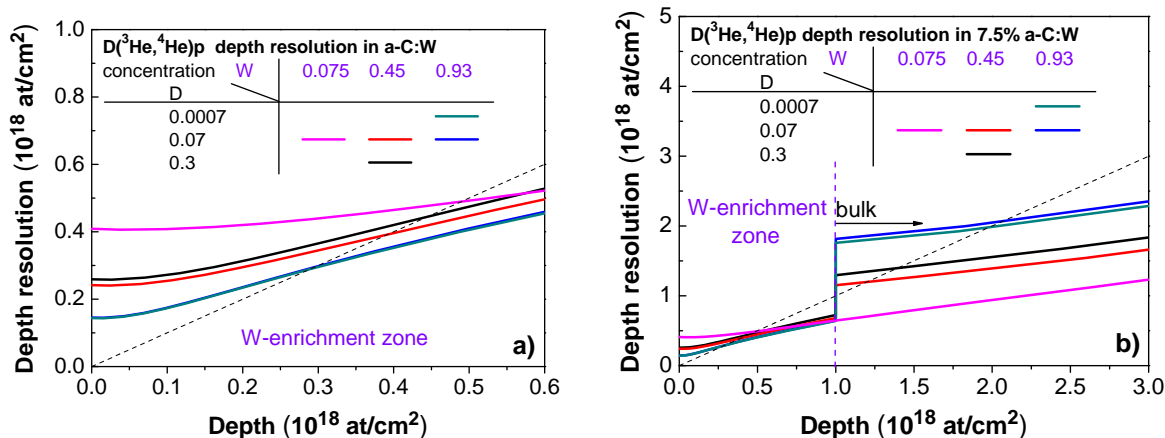 D(³He,⁴He)p depth resolution in a-C:W
concentration W 0.075 0.45 0.93
D
0.0007
0.07
0.3
W-enrichment zone
a)
1.0
0.8
0.6
0.4
0.2
0.0
0.0 0.1 0.2 0.3 0.4 0.5 0.6
Depth resolution (10¹⁸ at/cm²)
Depth (10¹⁸ at/cm²)
D(³He,⁴He)p depth resolution in 7.5% a-C:W
concentration W 0.075 0.45 0.93
D
0.0007
0.07
0.3
W-enrichment
zone
bulk
b)
5
4
3
2
1
0
0.0 0.5 1.0 1.5 2.0 2.5 3.0
Depth resolution (10¹⁸ at/cm²)
Depth (10¹⁸ at/cm²)